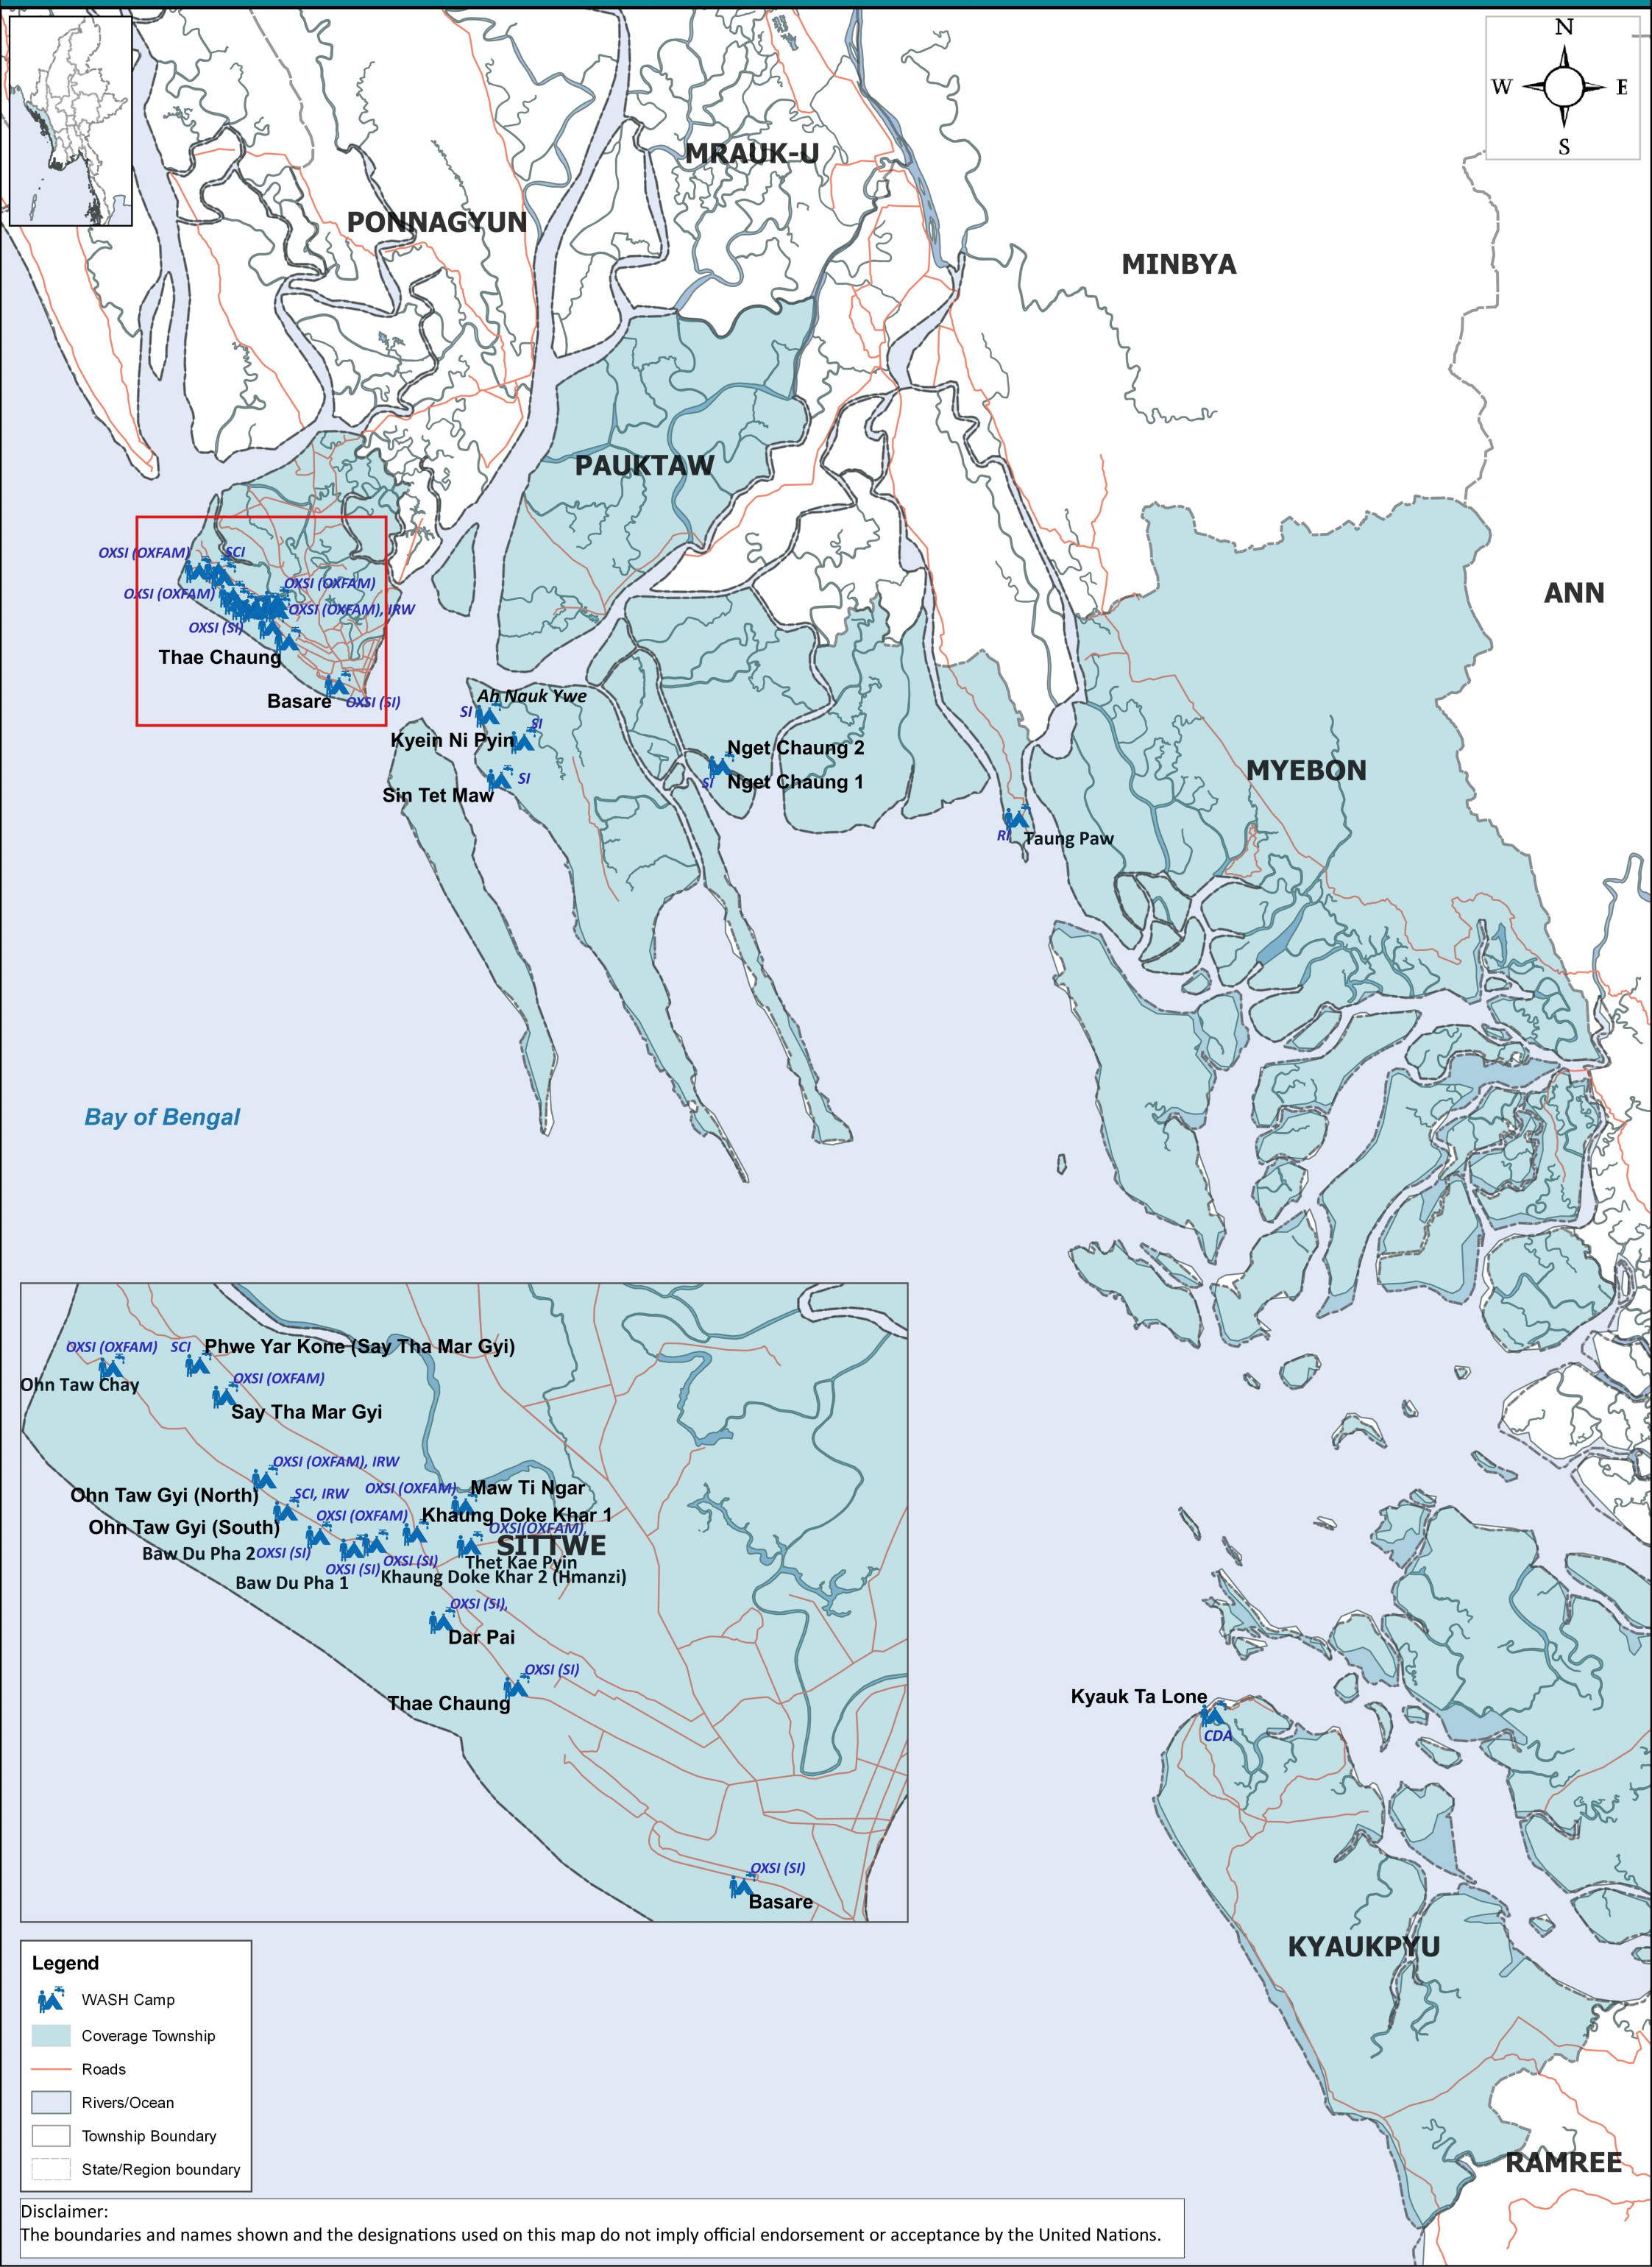 N
W E
S
MRAUK-U
PONNAGYUN
MINBYA
PAUKTAW
ANN
OXSI (OXFAM)
SCI
OXSI (OXFAM)
OXSI (OXFAM)
OXSI (OXFAM), IRW
OXSI (SI)
Thae Chaung
Basare
OXSI (SI)
Ah Nauk Ywe
SI
SI
Kyein Ni Pyin
SI
Sin Tet Maw
Nget Chaung 2
SI
Nget Chaung 1
MYEBON
RI
Taung Paw
Bay of Bengal
OXSI (OXFAM)
SCI
Phwe Yar Kone (Say Tha Mar Gyi)
Ohn Taw Chay
OXSI (OXFAM)
Say Tha Mar Gyi
OXSI (OXFAM), IRW
Ohn Taw Gyi (North)
SCI, IRW
OXSI (OXFAM)
Maw Ti Ngar
Ohn Taw Gyi (South)
OXSI (OXFAM)
Khaung Doke Khar 1
OXSI(OXFAM),
SITTWE
Baw Du Pha 2
OXSI (SI)
OXSI (SI)
OXSI (SI)
Thet Kae Pyin
Baw Du Pha 1
Khaung Doke Khar 2 (Hmanzi)
OXSI (SI),
Dar Pai
OXSI (SI)
Thae Chaung
OXSI (SI)
Basare
Kyauk Ta Lone
CDA
KYAUKPYU
RAMREE
Legend
WASH Camp
Coverage Township
Roads
Rivers/Ocean
Township Boundary
State/Region boundary
Disclaimer:
The boundaries and names shown and the designations used on this map do not imply official endorsement or acceptance by the United Nations.